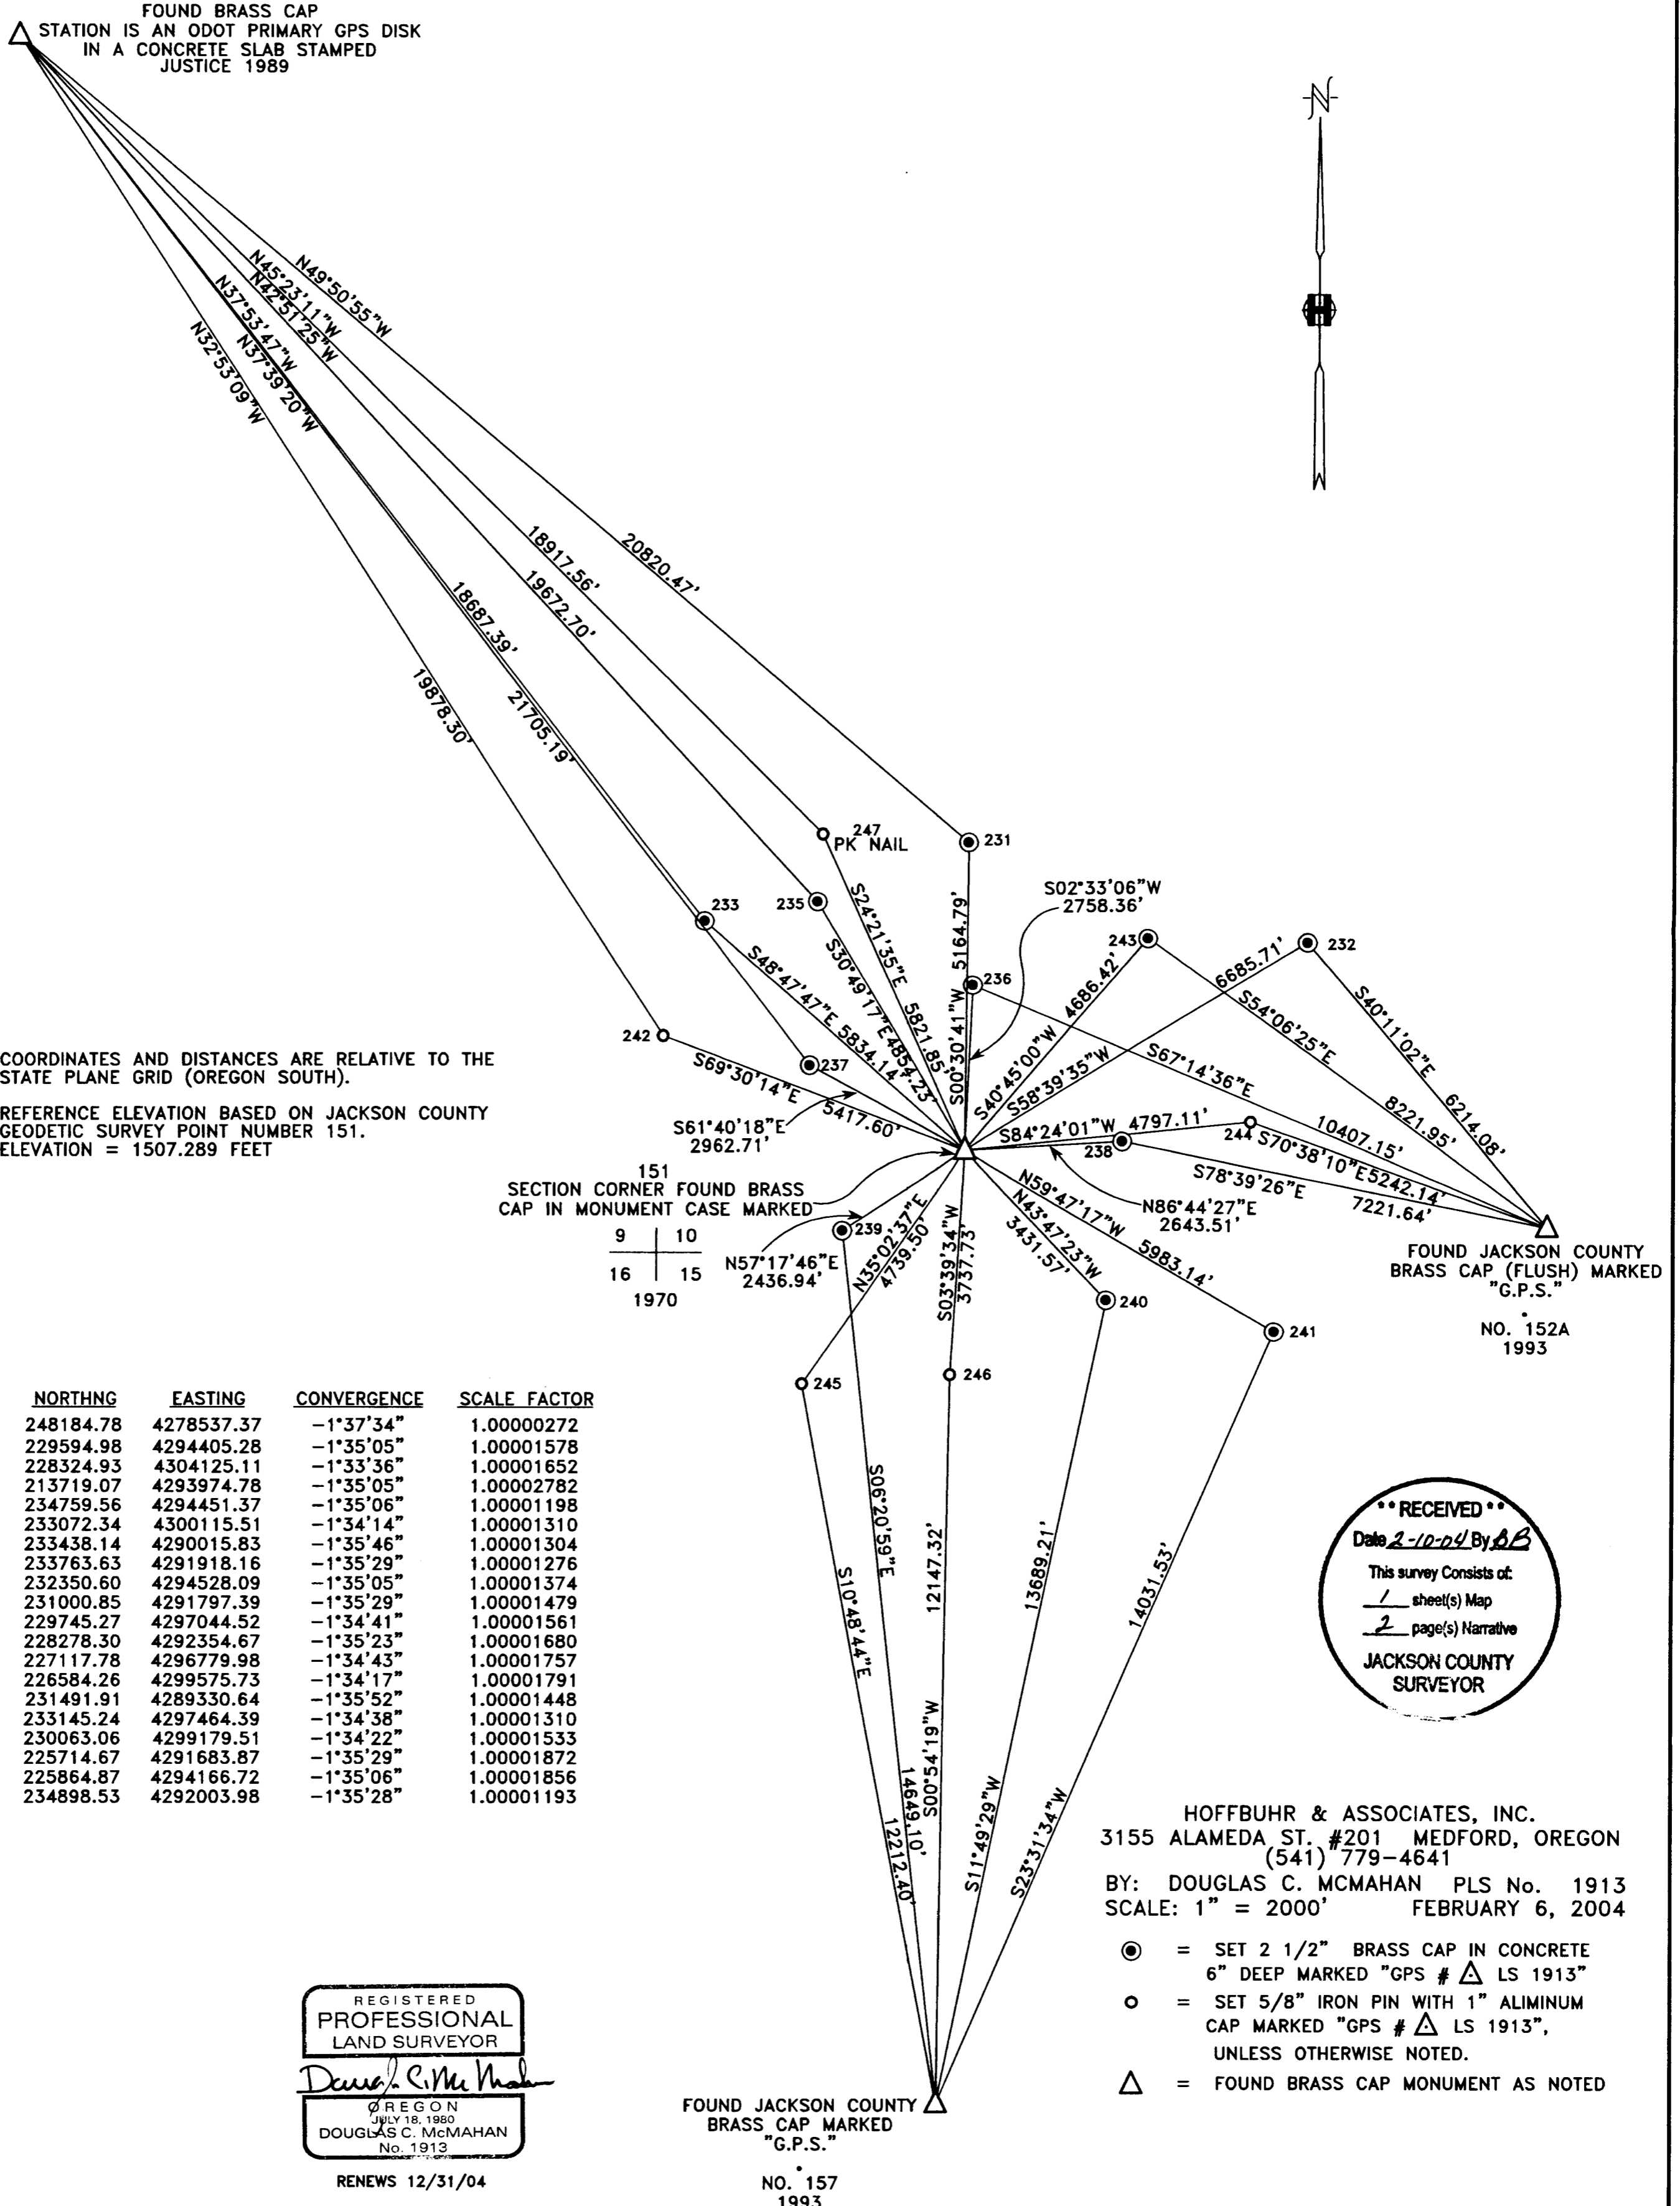 FOUND BRASS CAP
STATION IS AN ODOT PRIMARY GPS DISK
IN A CONCRETE SLAB STAMPED
JUSTICE 1989
N
H
N49°50'55"W
N45°23'11"W
N42°51'25"W
N37°53'47"W
N37°39'20"W
N32°53'09"W
20820.47'
18917.56'
19672.70'
18687.39'
21705.19'
19878.30'
247
PK NAIL
231
233
235
S02°33'06"W
2758.36'
243
232
236
242
237
S24°21'35"E 5821.85'
S30°49'17"E 4854.23'
S48°47'47"E 5834.14'
S00°30'41"W 5164.79'
S40°45'00"W 4686.42'
S58°39'35"W 6685.71'
S54°06'25"E 8221.95'
S40°11'02"E 6214.08'
S67°14'36"E 10407.15'
S69°30'14"E 5417.60'
S61°40'18"E
2962.71'
S84°24'01"W 4797.11'
244
238
S70°38'10"E 5242.14'
S78°39'26"E 7221.64'
N86°44'27"E
2643.51'
COORDINATES AND DISTANCES ARE RELATIVE TO THE
STATE PLANE GRID (OREGON SOUTH).
REFERENCE ELEVATION BASED ON JACKSON COUNTY
GEODETIC SURVEY POINT NUMBER 151.
ELEVATION = 1507.289 FEET
151
SECTION CORNER FOUND BRASS
CAP IN MONUMENT CASE MARKED
9 10
16 15
1970
239
N57°17'46"E
2436.94'
N35°02'37"E
4739.50'
S03°39'34"W
3737.73'
N43°47'23"W
3431.57'
N59°47'17"W 5983.14'
240
241
245
246
FOUND JACKSON COUNTY
BRASS CAP (FLUSH) MARKED
"G.P.S."
NO. 152A
1993
NORTHNG EASTING CONVERGENCE SCALE FACTOR
248184.78 4278537.37 -1°37'34" 1.00000272
229594.98 4294405.28 -1°35'05" 1.00001578
228324.93 4304125.11 -1°33'36" 1.00001652
213719.07 4293974.78 -1°35'05" 1.00002782
234759.56 4294451.37 -1°35'06" 1.00001198
233072.34 4300115.51 -1°34'14" 1.00001310
233438.14 4290015.83 -1°35'46" 1.00001304
233763.63 4291918.16 -1°35'29" 1.00001276
232350.60 4294528.09 -1°35'05" 1.00001374
231000.85 4291797.39 -1°35'29" 1.00001479
229745.27 4297044.52 -1°34'41" 1.00001561
228278.30 4292354.67 -1°35'23" 1.00001680
227117.78 4296779.98 -1°34'43" 1.00001757
226584.26 4299575.73 -1°34'17" 1.00001791
231491.91 4289330.64 -1°35'52" 1.00001448
233145.24 4297464.39 -1°34'38" 1.00001310
230063.06 4299179.51 -1°34'22" 1.00001533
225714.67 4291683.87 -1°35'29" 1.00001872
225864.87 4294166.72 -1°35'06" 1.00001856
234898.53 4292003.98 -1°35'28" 1.00001193
S10°48'44"E 12212.40'
S06°20'59"E 14649.10'
S00°54'19"W 12147.32'
S11°49'29"W 13689.21'
S23°31'34"W 14031.53'
** RECEIVED **
Date 2-10-04 By BB
This survey Consists of:
1 sheet(s) Map
2 page(s) Narrative
JACKSON COUNTY
SURVEYOR
HOFFBUHR & ASSOCIATES, INC.
3155 ALAMEDA ST. #201 MEDFORD, OREGON
(541) 779-4641
BY: DOUGLAS C. MCMAHAN PLS No. 1913
SCALE: 1" = 2000' FEBRUARY 6, 2004
= SET 2 1/2" BRASS CAP IN CONCRETE
6" DEEP MARKED "GPS # △ LS 1913"
= SET 5/8" IRON PIN WITH 1" ALIMINUM
CAP MARKED "GPS # △ LS 1913",
UNLESS OTHERWISE NOTED.
△ = FOUND BRASS CAP MONUMENT AS NOTED
REGISTERED
PROFESSIONAL
LAND SURVEYOR
Douglas C. McMahan
OREGON
JULY 18, 1980
DOUGLAS C. McMAHAN
No. 1913
RENEWS 12/31/04
FOUND JACKSON COUNTY
BRASS CAP MARKED
"G.P.S."
NO. 157
1993